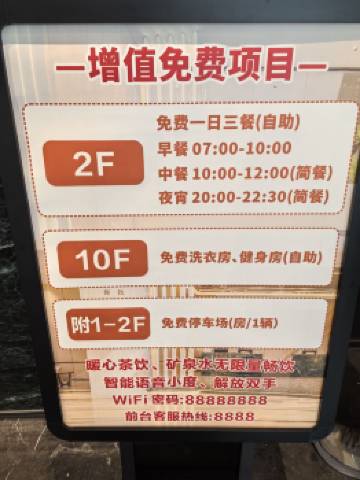 —增值免费项目—
2F
免费一日三餐(自助)
早餐 07:00-10:00
中餐 10:00-12:00(简餐)
夜宵 20:00-22:30(简餐)
10F
免费洗衣房、健身房(自助)
附1-2F
免费停车场(房/1辆)
暖心茶饮、矿泉水无限量畅饮
智能语音小度、解放双手
WiFi 密码:88888888
前台客服热线:8888